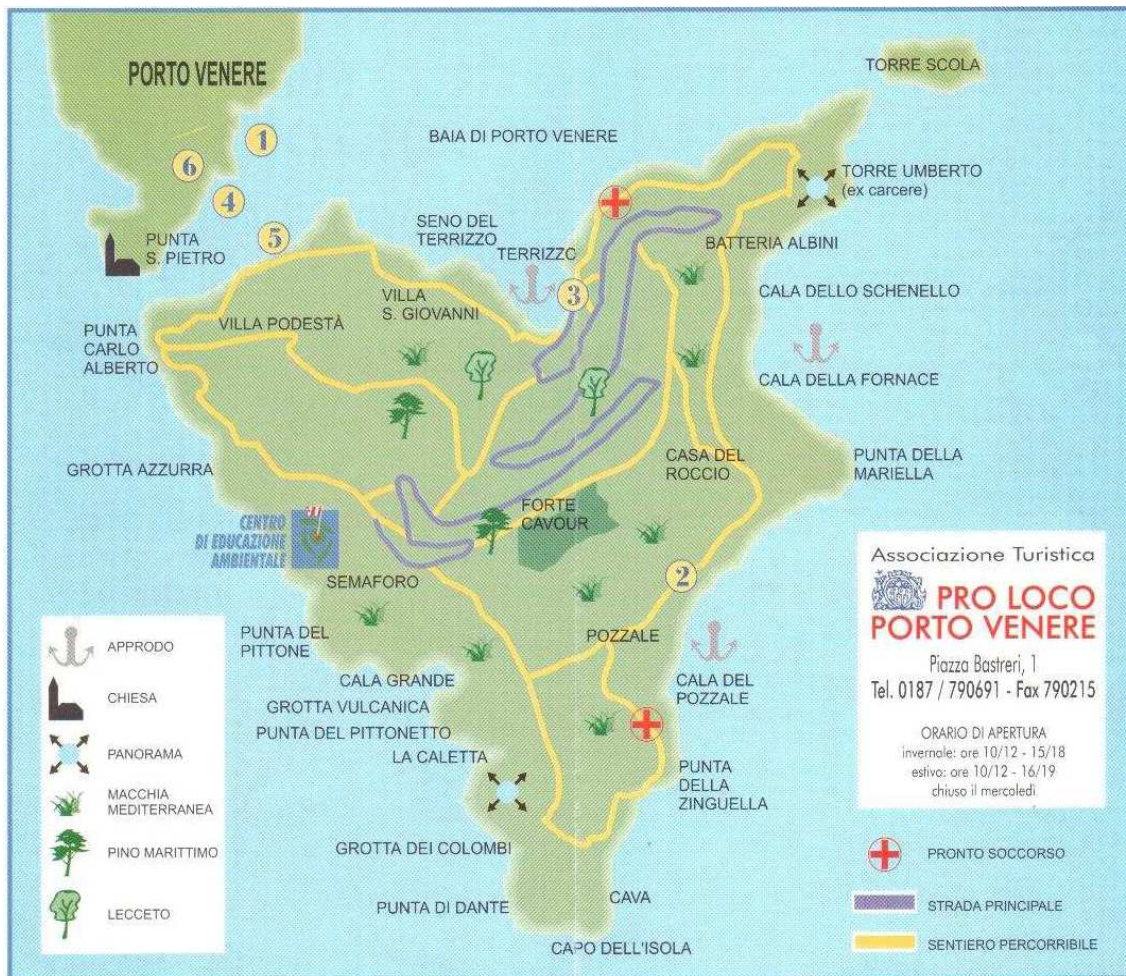 PORTO VENERE
TORRE SCOLA
BAIA DI PORTO VENERE
1
6
4
5
PUNTA
S. PIETRO
TORRE UMBERTO
(ex carcere)
SENO DEL
TERRIZZO
TERRIZZO
BATTERIA ALBINI
3
CALA DELLO SCHENELLO
VILLA
S. GIOVANNI
VILLA PODESTÀ
PUNTA
CARLO
ALBERTO
CALA DELLA FORNACE
GROTTA AZZURRA
CASA DEL
ROCCIO
PUNTA DELLA
MARIELLA
FORTE
CAVOUR
CENTRO
DI EDUCAZIONE
AMBIENTALE
SEMAFORO
2
PUNTA DEL
PITTONE
POZZALE
CALA GRANDE
CALA DEL
POZZALE
GROTTA VULCANICA
PUNTA DEL PITTONETTO
LA CALETTA
PUNTA
DELLA
ZINGUELLA
GROTTA DEI COLOMBI
PUNTA DI DANTE
CAVA
CAPO DELL'ISOLA
APPRODO
CHIESA
PANORAMA
MACCHIA
MEDITERRANEA
PINO MARITTIMO
LECCETO
Associazione Turistica
PRO LOCO
PORTO VENERE
Piazza Bastreri, 1
Tel. 0187 / 790691 - Fax 790215
ORARIO DI APERTURA
invernale: ore 10/12 - 15/18
estivo: ore 10/12 - 16/19
chiuso il mercoledì
PRONTO SOCCORSO
STRADA PRINCIPALE
SENTIERO PERCORRIBILE